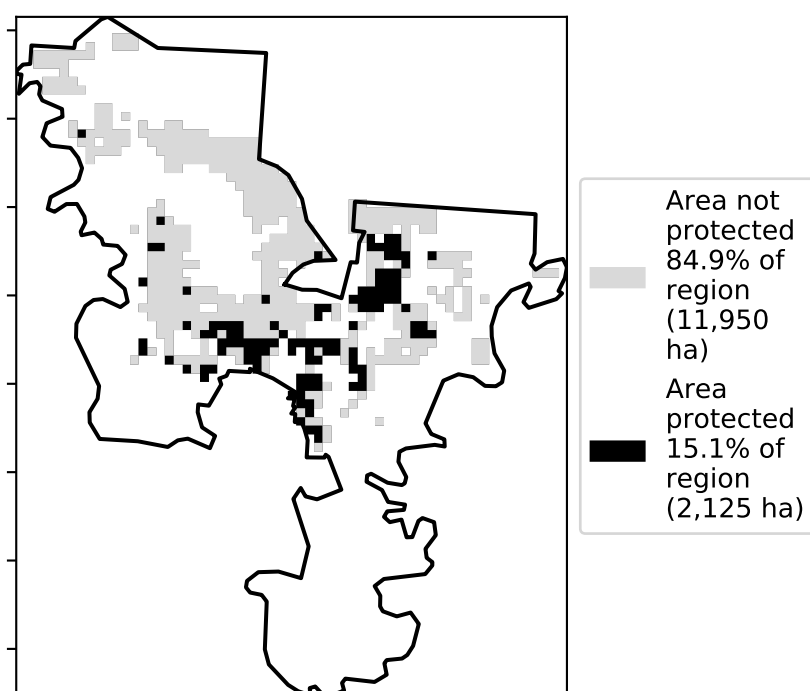 Area not
protected
84.9% of
region
(11,950
ha)
Area
protected
15.1% of
region
(2,125 ha)